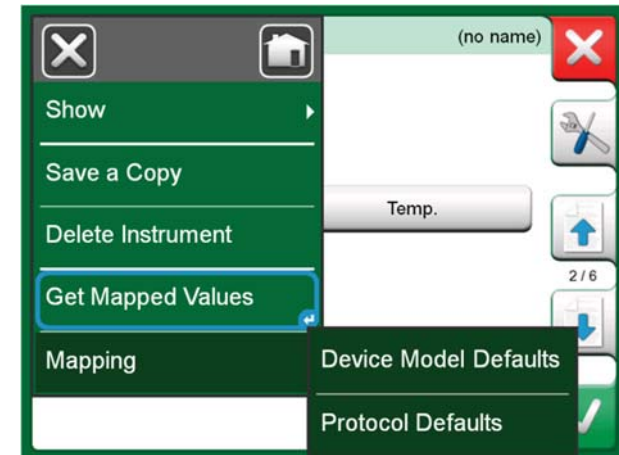 (no name)
Show
Save a Copy
Temp.
Delete Instrument
2 / 6
Get Mapped Values
Mapping
Device Model Defaults
Protocol Defaults